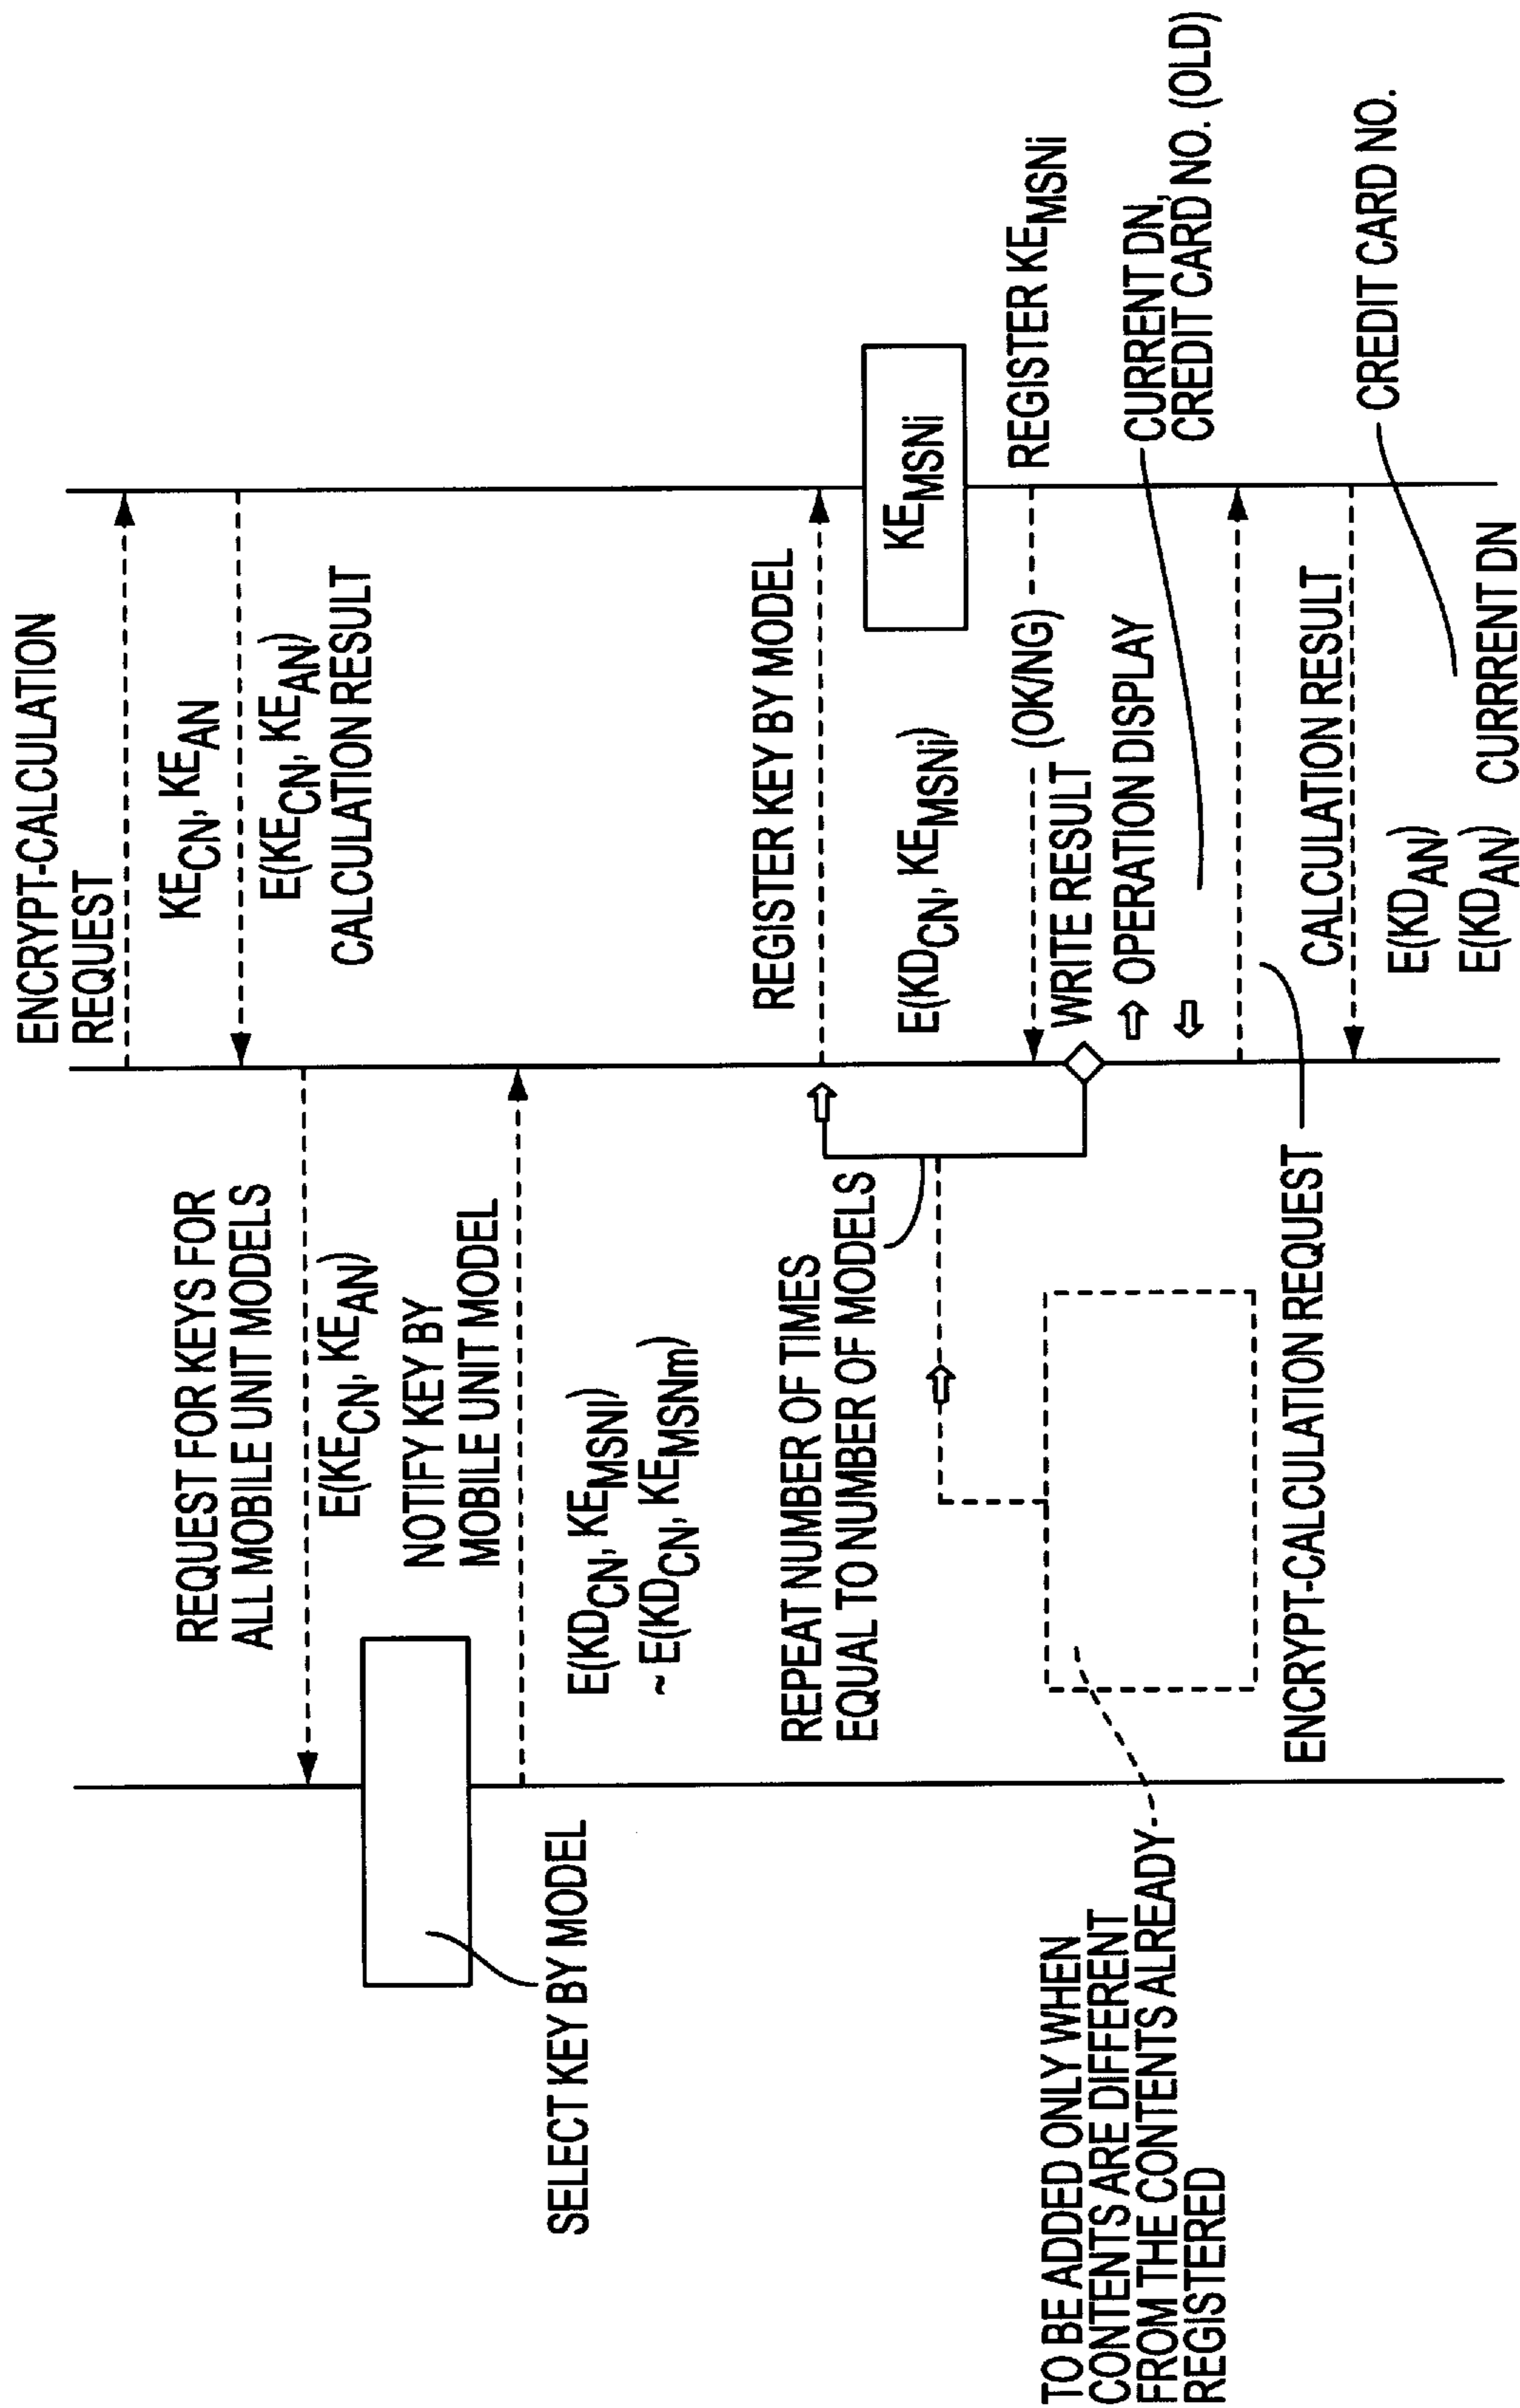 ENCRYPT-CALCULATION
REQUEST
KE_CN, KE_AN
E(KE_CN, KE_AN)
CALCULATION RESULT
REQUEST FOR KEYS FOR
ALL MOBILE UNIT MODELS
E(KE_CN, KE_AN)
SELECT KEY BY MODEL
NOTIFY KEY BY
MOBILE UNIT MODEL
E(KD_CN, KE_MSNI)
~ E(KD_CN, KE_MSNm)
REGISTER KEY BY MODEL
REPEAT NUMBER OF TIMES
EQUAL TO NUMBER OF MODELS
KE_MSNi
E(KD_CN, KE_MSNi)
REGISTER KE_MSNi
(OK/NG)
WRITE RESULT
OPERATION DISPLAY
CURRENT DN,
CREDIT CARD NO. (OLD)
TO BE ADDED ONLY WHEN
CONTENTS ARE DIFFERENT
FROM THE CONTENTS ALREADY
REGISTERED
ENCRYPT-CALCULATION REQUEST
CALCULATION RESULT
CREDIT CARD NO.
E(KD_AN)
E(KD_AN) CURRRENT DN